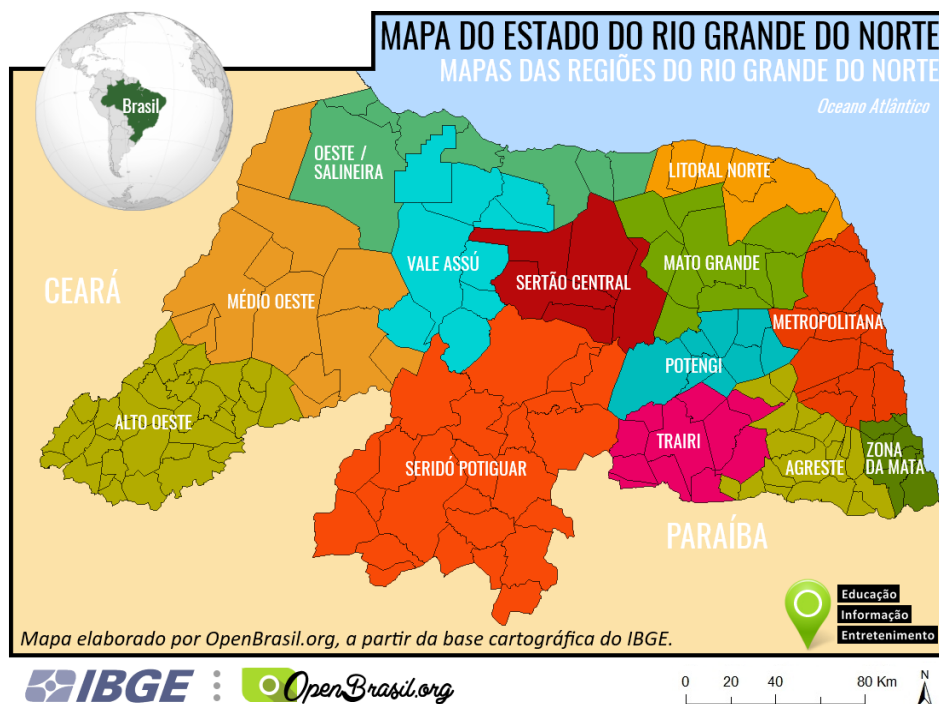 MAPA DO ESTADO DO RIO GRANDE DO NORTE
MAPAS DAS REGIÕES DO RIO GRANDE DO NORTE
Oceano Atlântico
Brasil
OESTE /
SALINEIRA
LITORAL NORTE
VALE ASSÚ
MATO GRANDE
SERTÃO CENTRAL
CEARÁ
MÉDIO OESTE
METROPOLITANA
POTENGI
ALTO OESTE
TRAIRI
SERIDÓ POTIGUAR
AGRESTE
ZONA
DA MATA
PARAÍBA
Educação
Informação
Entretenimento
Mapa elaborado por OpenBrasil.org, a partir da base cartográfica do IBGE.
IBGE
OpenBrasil.org
0 20 40 80 Km
N